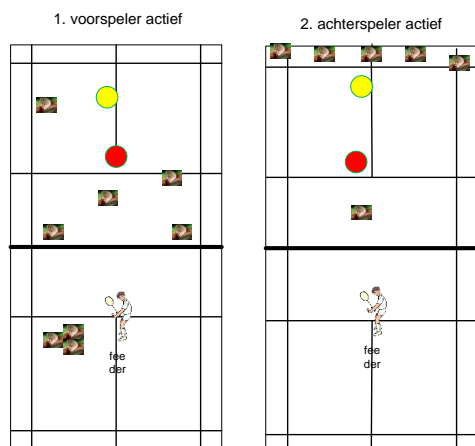 1. voorspeler actief
2. achterspeler actief
fee
der
fee
der